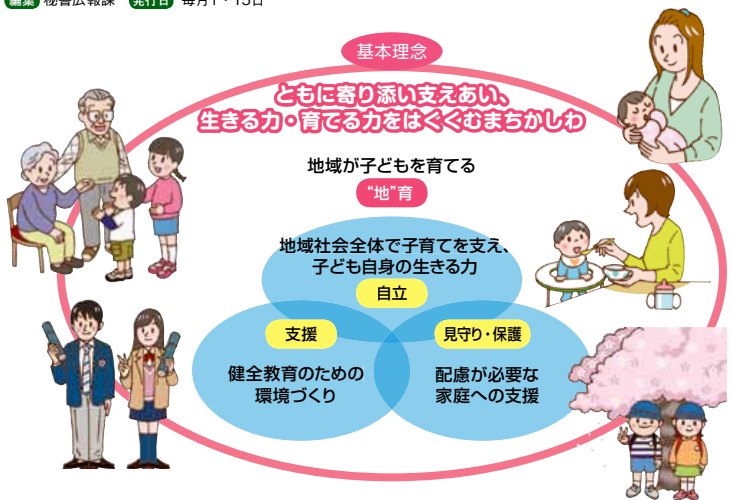 編集 秘書広報課 発行日 毎月1・15日
基本理念
ともに寄り添い支えあい、
生きる力・育てる力をはぐくむまちかしわ
地域が子どもを育てる
“地”育
地域社会全体で子育てを支え、
子ども自身の生きる力
自立
支援
健全教育のための
環境づくり
見守り・保護
配慮が必要な
家庭への支援